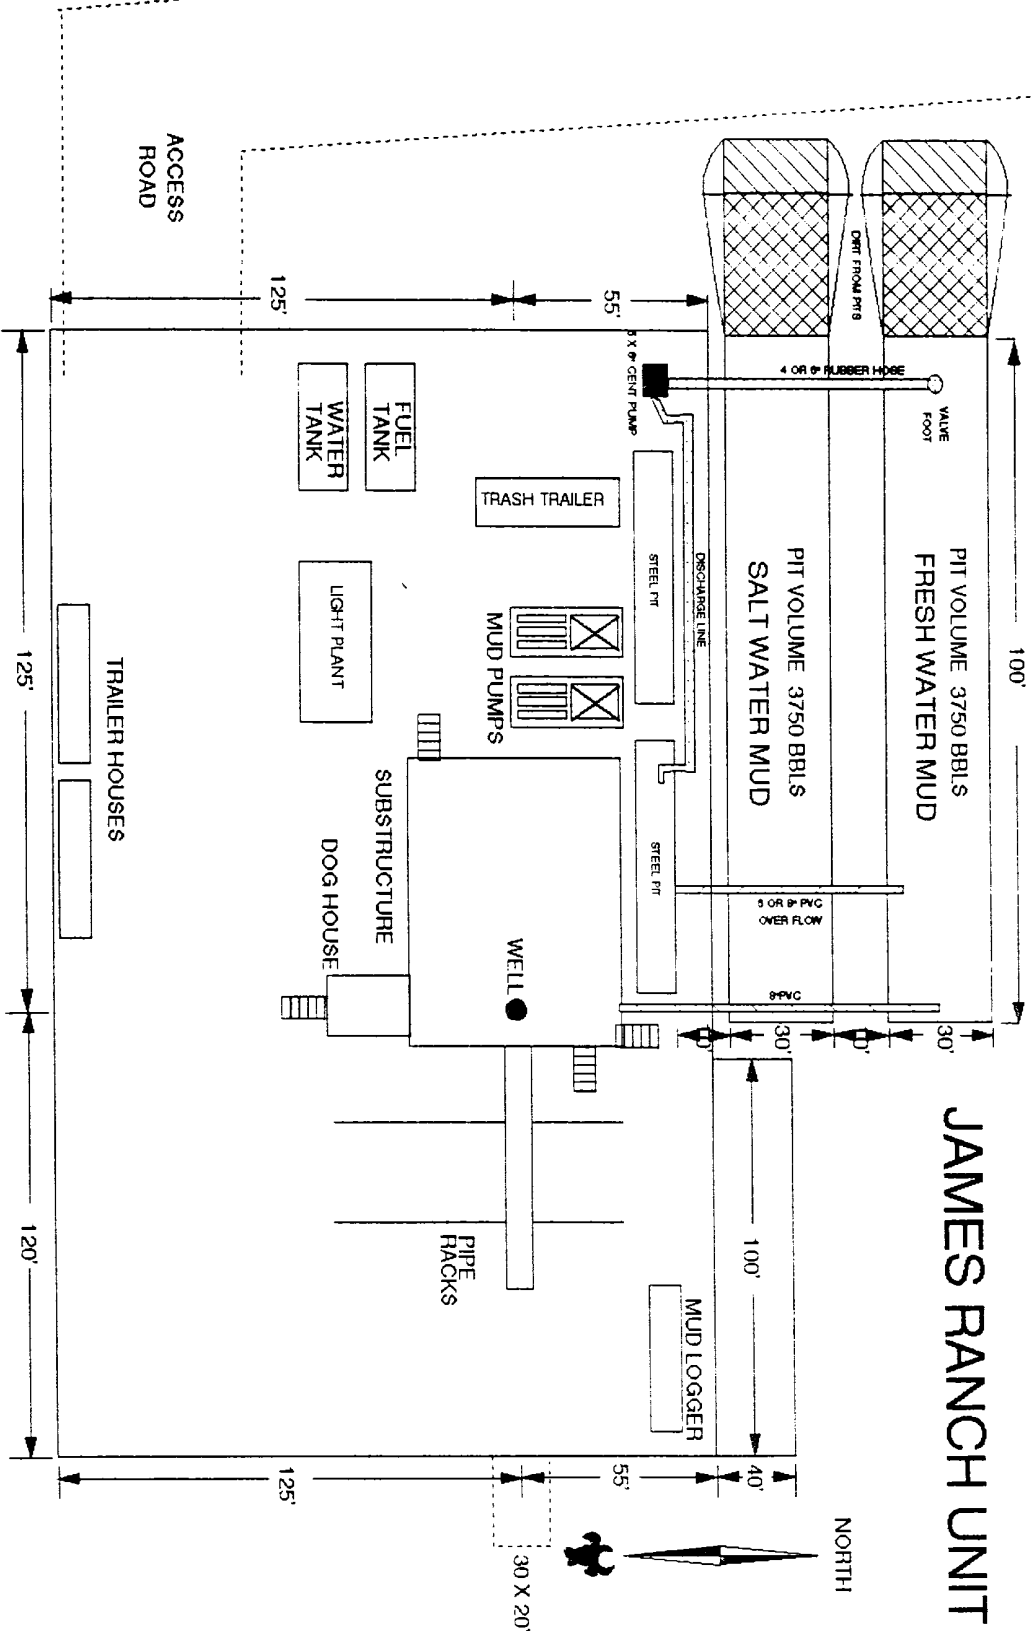 JAMES RANCH UNIT
NORTH
100'
PIT VOLUME 3750 BBLS
FRESH WATER MUD
PIT VOLUME 3750 BBLS
SALT WATER MUD
DIRT FROM PITS
4 OR 6" RUBBER HOSE
VALVE
FOOT
OVER FLOW
8" PVC
30'
30'
100'
40'
55'
55'
125'
125'
DISCHARGE LINE
CENT PUMP
STEEL PIT
STEEL PIT
TRASH TRAILER
MUD PUMPS
FUEL
TANK
WATER
TANK
LIGHT PLANT
SUBSTRUCTURE
DOG HOUSE
WELL
PIPE
RACKS
MUD LOGGER
30 X 20'
TRAILER HOUSES
ACCESS
ROAD
125'
120'